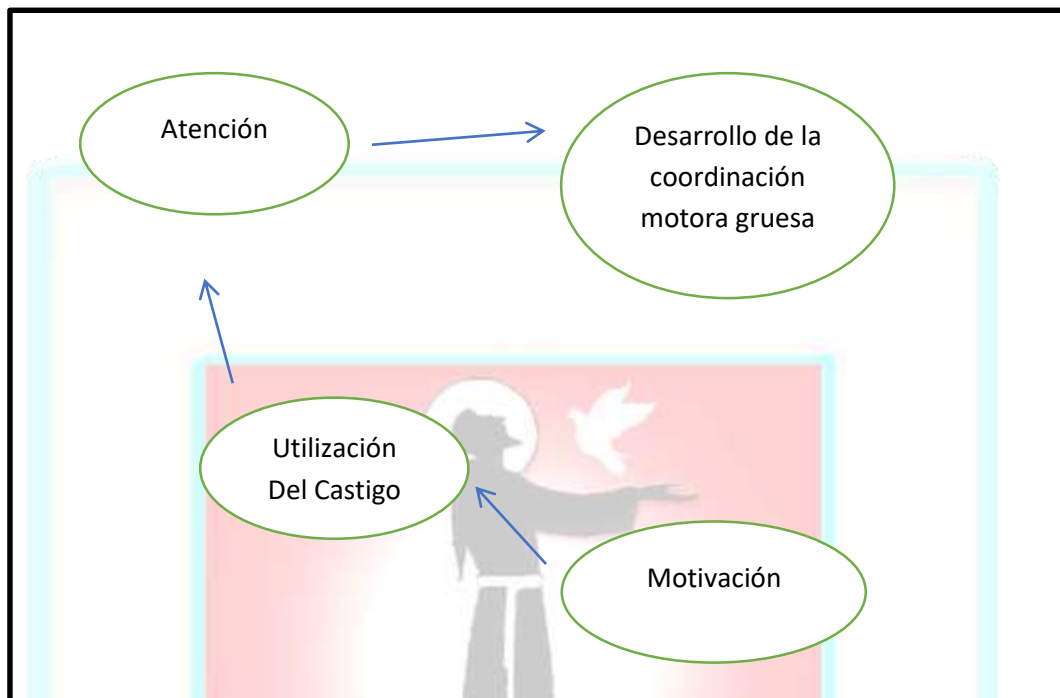 Atención
Desarrollo de la
coordinación
motora gruesa
Utilización
Del Castigo
Motivación